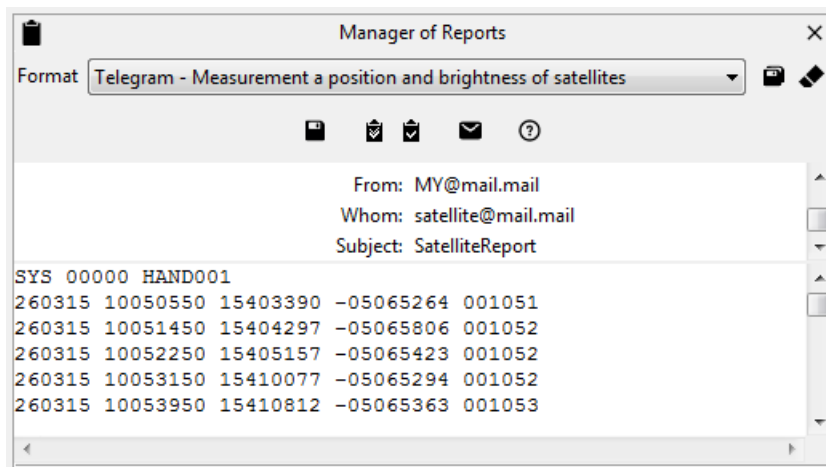 Manager of Reports
Format Telegram - Measurement a position and brightness of satellites
From: MY@mail.mail
Whom: satellite@mail.mail
Subject: SatelliteReport
SYS 00000 HAND001
260315 10050550 15403390 -05065264 001051
260315 10051450 15404297 -05065806 001052
260315 10052250 15405157 -05065423 001052
260315 10053150 15410077 -05065294 001052
260315 10053950 15410812 -05065363 001053